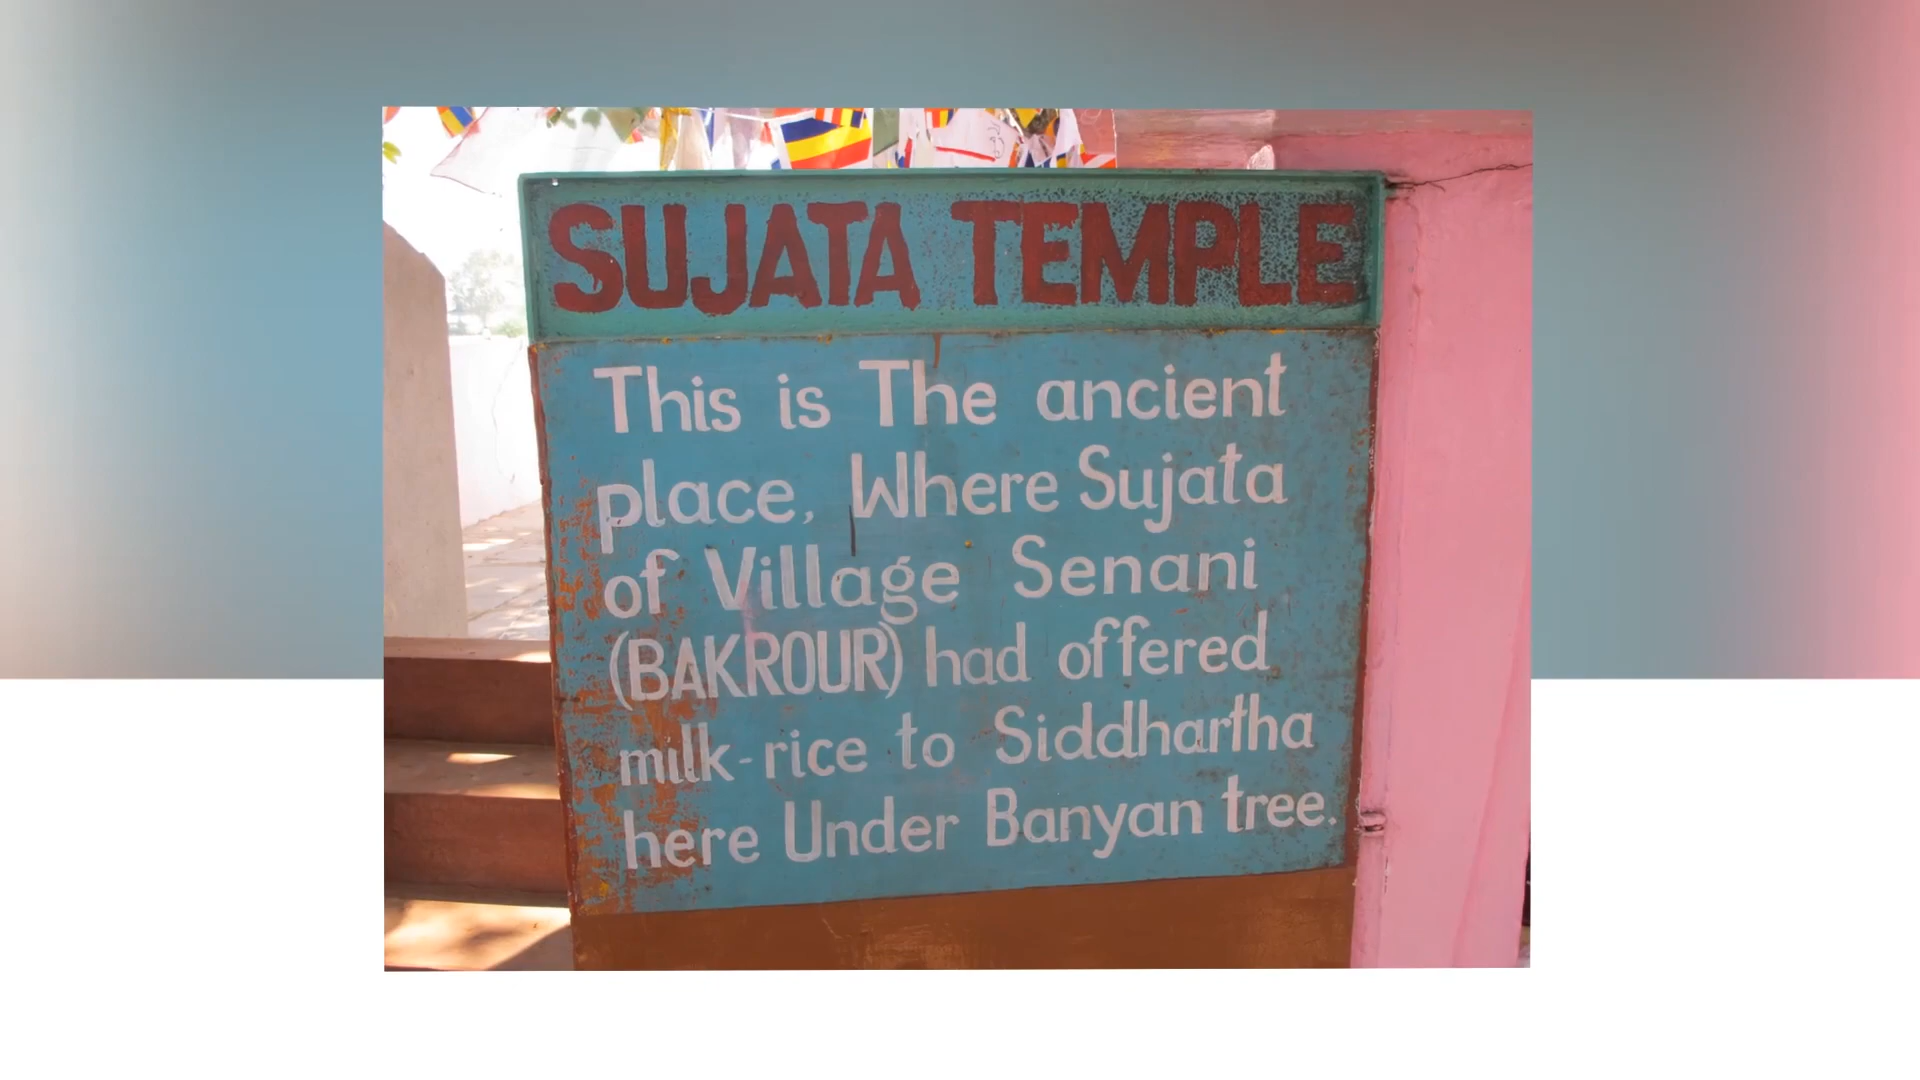 SUJATA TEMPLE
This is The ancient
place, Where Sujata
of Village Senani
(BAKROUR) had offered
milk-rice to Siddhartha
here Under Banyan tree.